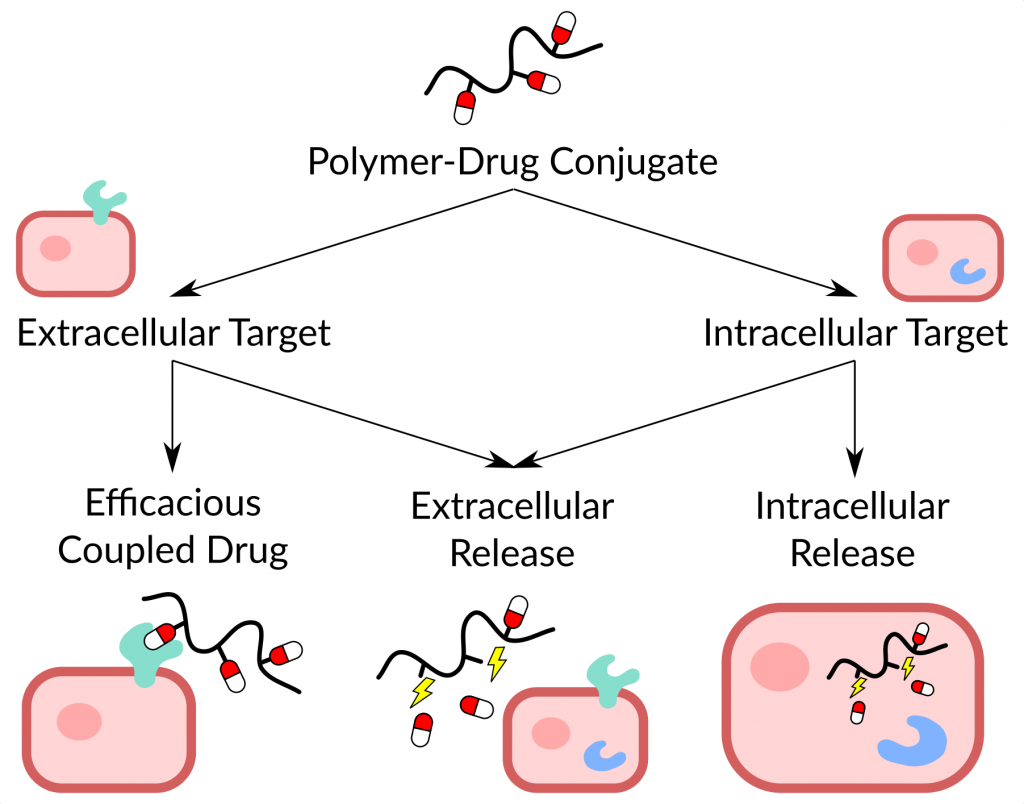 Polymer-Drug Conjugate
Extracellular Target
Intracellular Target
Efficacious
Coupled Drug
Extracellular
Release
Intracellular
Release